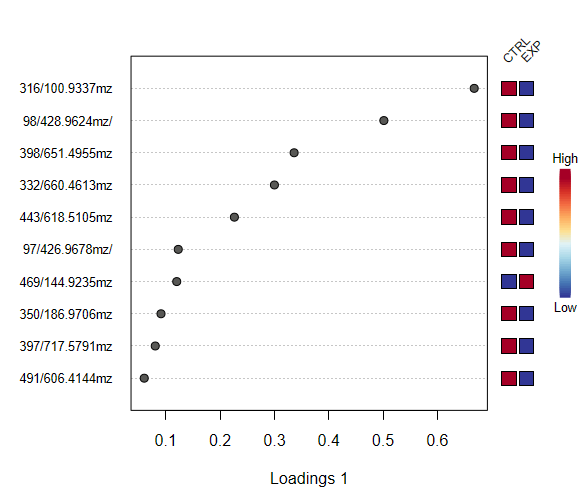 CTRL
EXP
316/100.9337mz
98/428.9624mz/
398/651.4955mz
332/660.4613mz
443/618.5105mz
97/426.9678mz/
469/144.9235mz
350/186.9706mz
397/717.5791mz
491/606.4144mz
High
Low
0.1 0.2 0.3 0.4 0.5 0.6
Loadings 1